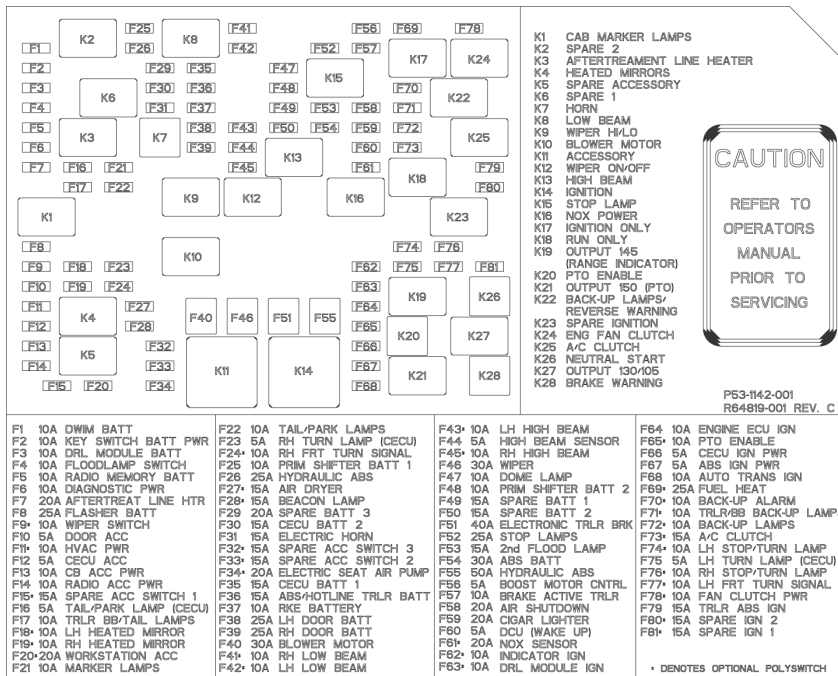 F1 K2 F25 F26 K8 F41 F42 F56 F69 F78
F52 F57 K17 K24
F2 F29 F35 F47 K15
F3 K6 F30 F36 F48 F70 K22
F4 F31 F37 F49 F53 F58 F71
F5 K3 K7 F38 F43 F50 F54 F59 F72 K25
F6 F39 F44 K13 F60 F73
F7 F16 F21 F45 F61 K18 F79
F17 F22 K9 K12 K16 F80
K1 K23
F8 K10 F74 F76
F9 F18 F23 F62 F75 F77 F81
F10 F19 F24 F63 K19 K26
F11 K4 F27 F40 F46 F51 F55 F64
F12 F28 F65 K20 K27
F13 K5 F32 K11 K14 F66
F14 F33 F67 K21 K28
F15 F20 F34 F68
K1 CAB MARKER LAMPS
K2 SPARE 2
K3 AFTERTREAMENT LINE HEATER
K4 HEATED MIRRORS
K5 SPARE ACCESSORY
K6 SPARE 1
K7 HORN
K8 LOW BEAM
K9 WIPER HI/LO
K10 BLOWER MOTOR
K11 ACCESSORY
K12 WIPER ON/OFF
K13 HIGH BEAM
K14 IGNITION
K15 STOP LAMP
K16 NOX POWER
K17 IGNITION ONLY
K18 RUN ONLY
K19 OUTPUT 145
(RANGE INDICATOR)
K20 PTO ENABLE
K21 OUTPUT 150 (PTO)
K22 BACK-UP LAMPS/
REVERSE WARNING
K23 SPARE IGNITION
K24 ENG FAN CLUTCH
K25 A/C CLUTCH
K26 NEUTRAL START
K27 OUTPUT 130/105
K28 BRAKE WARNING
CAUTION
REFER TO
OPERATORS
MANUAL
PRIOR TO
SERVICING
P53-1142-001
R64819-001 REV. C
F1 10A DWIM BATT
F2 10A KEY SWITCH BATT PWR
F3 10A DRL MODULE BATT
F4 10A FLOODLAMP SWITCH
F5 10A RADIO MEMORY BATT
F6 10A DIAGNOSTIC PWR
F7 20A AFTERTREAT LINE HTR
F8 25A FLASHER BATT
F9• 10A WIPER SWITCH
F10 5A DOOR ACC
F11• 10A HVAC PWR
F12 5A CECU ACC
F13 10A CB ACC PWR
F14 10A RADIO ACC PWR
F15• 15A SPARE ACC SWITCH 1
F16 5A TAIL/PARK LAMP (CECU)
F17 10A TRLR BB/TAIL LAMPS
F18• 10A LH HEATED MIRROR
F19• 10A RH HEATED MIRROR
F20• 20A WORKSTATION ACC
F21 10A MARKER LAMPS
F22 10A TAIL/PARK LAMPS
F23 5A RH TURN LAMP (CECU)
F24• 10A RH FRT TURN SIGNAL
F25 10A PRIM SHIFTER BATT 1
F26 25A HYDRAULIC ABS
F27• 15A AIR DRYER
F28• 15A BEACON LAMP
F29 20A SPARE BATT 3
F30 15A CECU BATT 2
F31 15A ELECTRIC HORN
F32• 15A SPARE ACC SWITCH 3
F33• 15A SPARE ACC SWITCH 2
F34• 20A ELECTRIC SEAT AIR PUMP
F35 15A CECU BATT 1
F36 15A ABS/HOTLINE TRLR BATT
F37 10A RKE BATTERY
F38 25A LH DOOR BATT
F39 25A RH DOOR BATT
F40 30A BLOWER MOTOR
F41• 10A RH LOW BEAM
F42• 10A LH LOW BEAM
F43• 10A LH HIGH BEAM
F44 5A HIGH BEAM SENSOR
F45• 10A RH HIGH BEAM
F46 30A WIPER
F47 10A DOME LAMP
F48 10A PRIM SHIFTER BATT 2
F49 15A SPARE BATT 1
F50 15A SPARE BATT 2
F51 40A ELECTRONIC TRLR BRK
F52 25A STOP LAMPS
F53 15A 2nd FLOOD LAMP
F54 30A ABS BATT
F55 50A HYDRAULIC ABS
F56 5A BOOST MOTOR CNTRL
F57 10A BRAKE ACTIVE TRLR
F58 20A AIR SHUTDOWN
F59 20A CIGAR LIGHTER
F60 5A DCU (WAKE UP)
F61• 20A NOX SENSOR
F62• 10A INDICATOR IGN
F63• 10A DRL MODULE IGN
F64 10A ENGINE ECU IGN
F65• 10A PTO ENABLE
F66 5A CECU IGN PWR
F67 5A ABS IGN PWR
F68 10A AUTO TRANS IGN
F69• 25A FUEL HEAT
F70• 10A BACK-UP ALARM
F71• 10A TRLR/BB BACK-UP LAMP
F72• 10A BACK-UP LAMPS
F73• 15A A/C CLUTCH
F74• 10A LH STOP/TURN LAMP
F75 5A LH TURN LAMP (CECU)
F76• 10A RH STOP/TURN LAMP
F77• 10A LH FRT TURN SIGNAL
F78• 10A FAN CLUTCH PWR
F79 15A TRLR ABS IGN
F80• 15A SPARE IGN 2
F81• 15A SPARE IGN 1
• DENOTES OPTIONAL POLYSWITCH